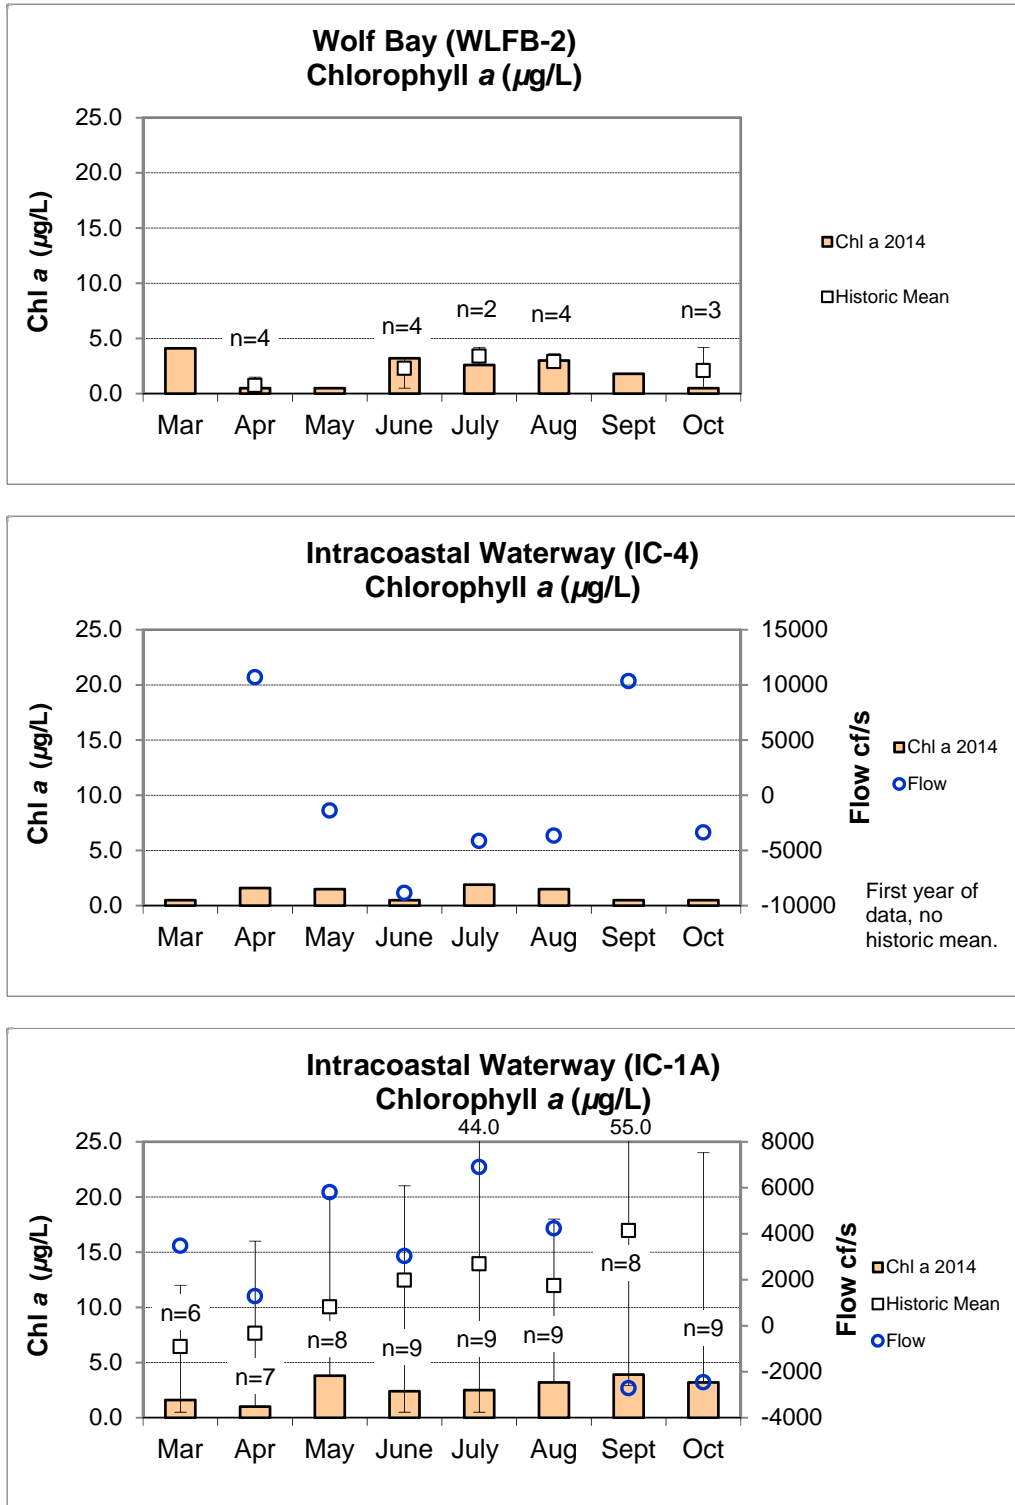 Wolf Bay (WLFB-2)
Chlorophyll a (µg/L)
25.0
20.0
15.0
10.0
5.0
0.0
Chl a (µg/L)
n=4
n=4
n=2
n=4
n=3
Mar Apr May June July Aug Sept Oct
Chl a 2014
Historic Mean
Intracoastal Waterway (IC-4)
Chlorophyll a (µg/L)
25.0
20.0
15.0
10.0
5.0
0.0
Chl a (µg/L)
15000
10000
5000
0
-5000
-10000
Flow cf/s
Mar Apr May June July Aug Sept Oct
Chl a 2014
Flow
First year of
data, no
historic mean.
Intracoastal Waterway (IC-1A)
Chlorophyll a (µg/L)
44.0 55.0
25.0
20.0
15.0
10.0
5.0
0.0
Chl a (µg/L)
n=6
n=7
n=8
n=9
n=9
n=9
n=8
n=9
8000
6000
4000
2000
0
-2000
-4000
Flow cf/s
Mar Apr May June July Aug Sept Oct
Chl a 2014
Historic Mean
Flow